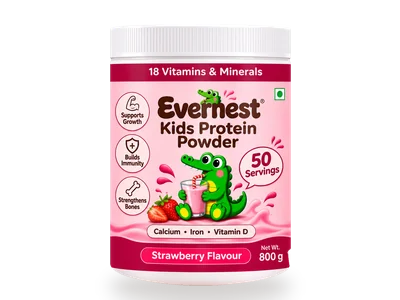 18 Vitamins & Minerals
Evernest®
Kids Protein
Powder
Supports
Growth
Builds
Immunity
Strengthens
Bones
50
Servings
Calcium • Iron • Vitamin D
Strawberry Flavour
Net Wt.
800 g